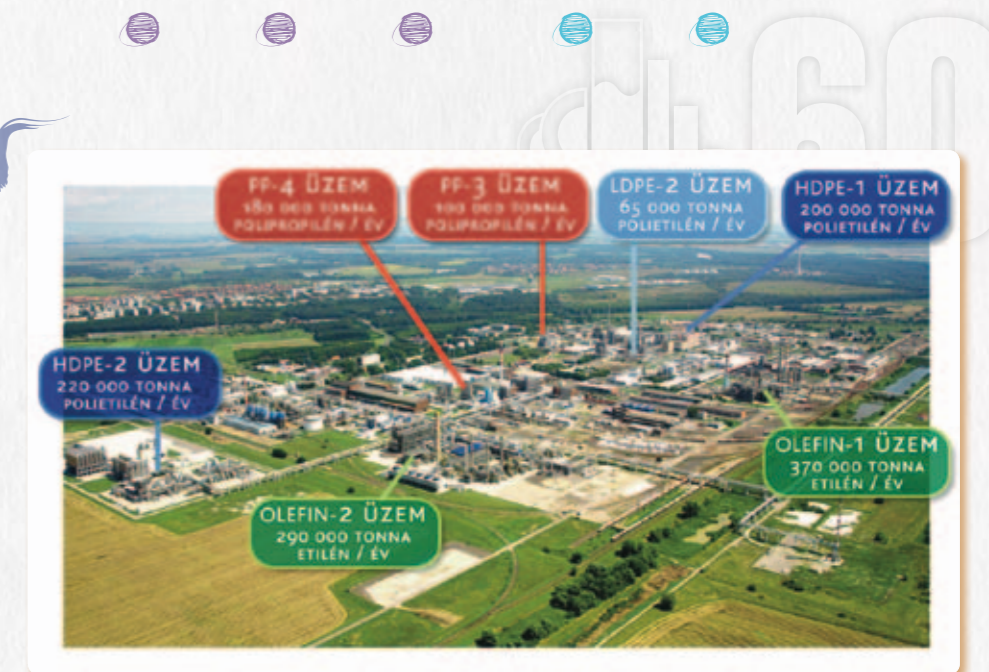 60
PP-4 ÜZEM
180 000 TONNA
POLIPROPILÉN / ÉV
PP-3 ÜZEM
100 000 TONNA
POLIPROPILÉN / ÉV
LDPE-2 ÜZEM
65 000 TONNA
POLIETILÉN / ÉV
HDPE-1 ÜZEM
200 000 TONNA
POLIETILÉN / ÉV
HDPE-2 ÜZEM
220 000 TONNA
POLIETILÉN / ÉV
OLEFIN-1 ÜZEM
370 000 TONNA
ETILÉN / ÉV
OLEFIN-2 ÜZEM
290 000 TONNA
ETILÉN / ÉV